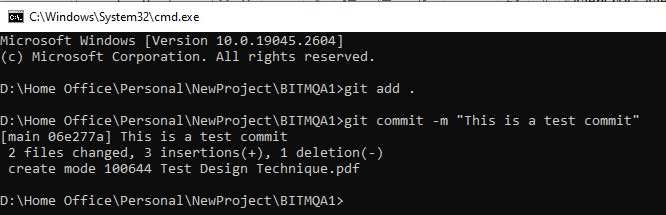 C:\Windows\System32\cmd.exe
Microsoft Windows [Version 10.0.19045.2604]
(c) Microsoft Corporation. All rights reserved.
D:\Home Office\Personal\NewProject\BITMQA1>git add .
D:\Home Office\Personal\NewProject\BITMQA1>git commit -m "This is a test commit"
[main 06e277a] This is a test commit
 2 files changed, 3 insertions(+), 1 deletion(-)
 create mode 100644 Test Design Technique.pdf
D:\Home Office\Personal\NewProject\BITMQA1>